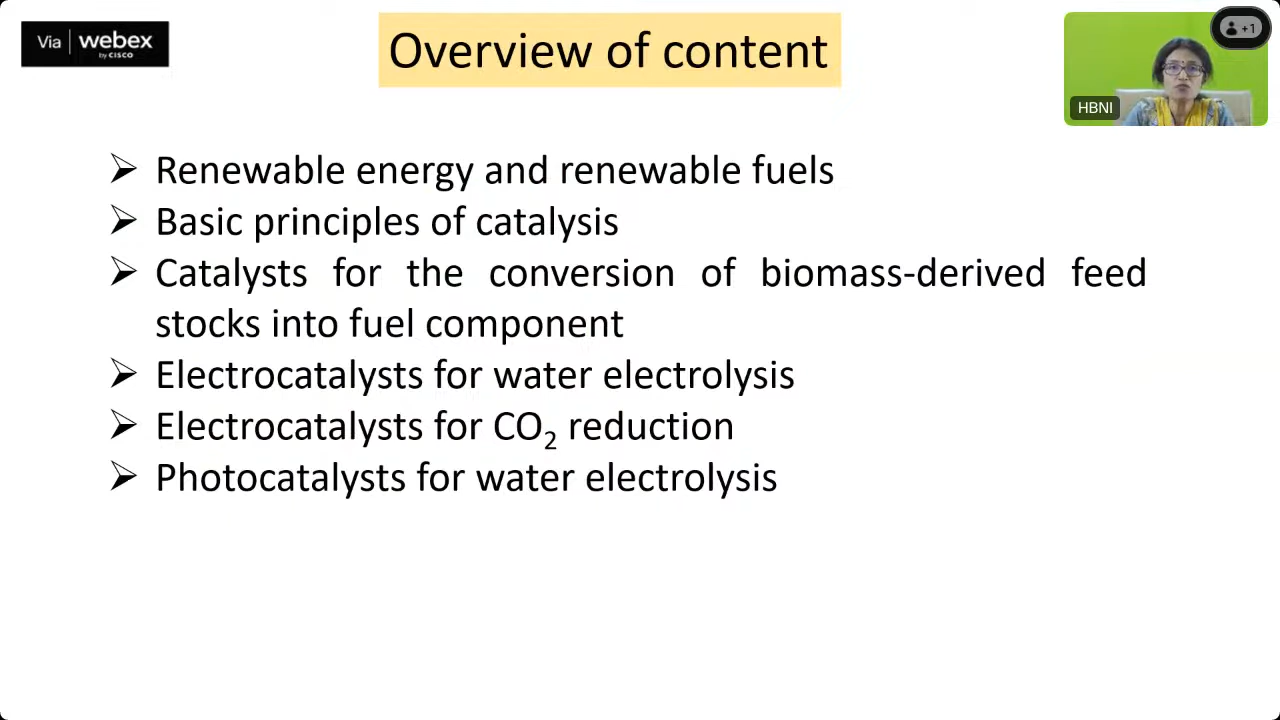 Via webex
by CISCO
Overview of content
+1
HBNI
➢ Renewable energy and renewable fuels
➢ Basic principles of catalysis
➢ Catalysts for the conversion of biomass-derived feed
stocks into fuel component
➢ Electrocatalysts for water electrolysis
➢ Electrocatalysts for CO₂ reduction
➢ Photocatalysts for water electrolysis